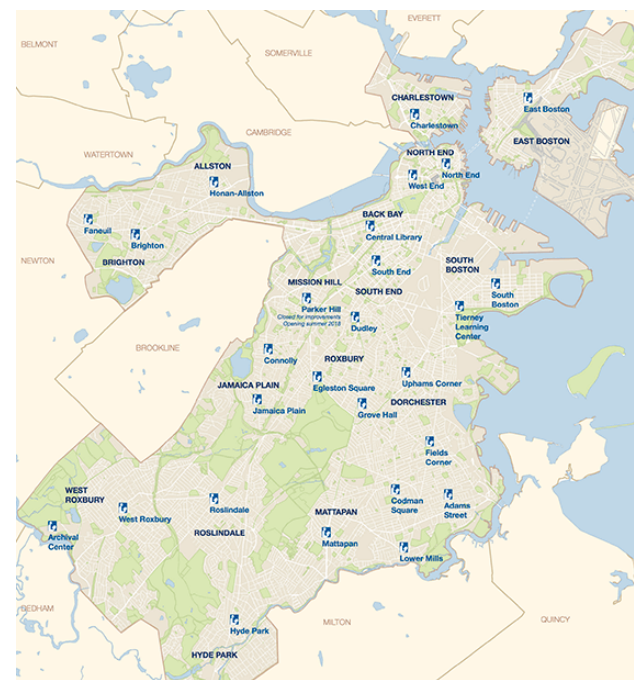 EVERETT
BELMONT
SOMERVILLE
CHARLESTOWN
East Boston
Charlestown
CAMBRIDGE
EAST BOSTON
WATERTOWN
NORTH END
ALLSTON
North End
West End
Honan-Allston
BACK BAY
Faneuil
Central Library
Brighton
NEWTON
BRIGHTON
SOUTH
BOSTON
South End
MISSION HILL
SOUTH END
South
Boston
Parker Hill
Closed for improvements
Opening summer 2018
Dudley
Tierney
Learning
Center
BROOKLINE
Connolly
ROXBURY
Egleston Square
Uphams Corner
JAMAICA PLAIN
Jamaica Plain
DORCHESTER
Grove Hall
Fields
Corner
WEST
ROXBURY
West Roxbury
Roslindale
Codman
Square
Adams
Street
MATTAPAN
ROSLINDALE
Archival
Center
Mattapan
Lower Mills
DEDHAM
Hyde Park
MILTON
QUINCY
HYDE PARK